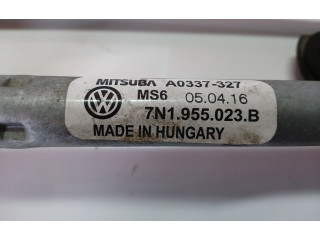 MITSUBA A0337-327
MS6 05.04.16
7N1.955.023.B
MADE IN HUNGARY